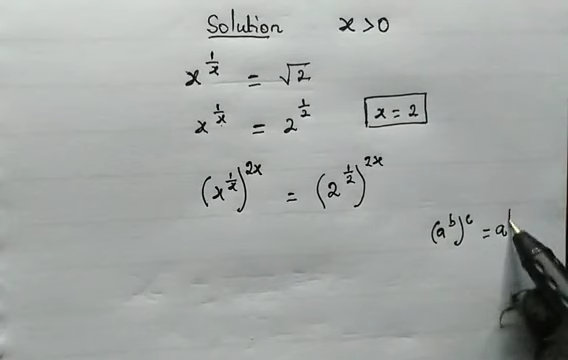 Solution x > 0
x^{1/x} = √2
x^{1/x} = 2^{1/2} x = 2
(x^{1/x})^{2x} = (2^{1/2})^{2x}
(a^b)^c = a